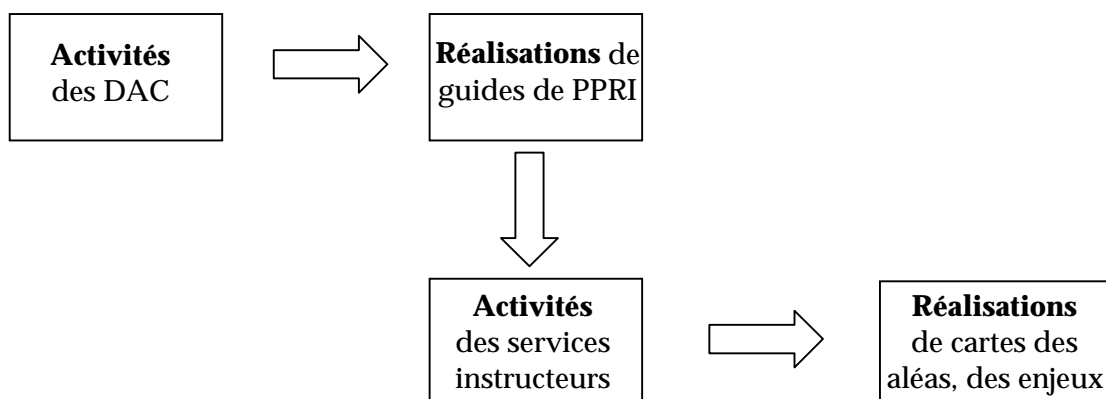 Activités
des DAC
Réalisations de
guides de PPRI
Activités
des services
instructeurs
Réalisations
de cartes des
aléas, des enjeux